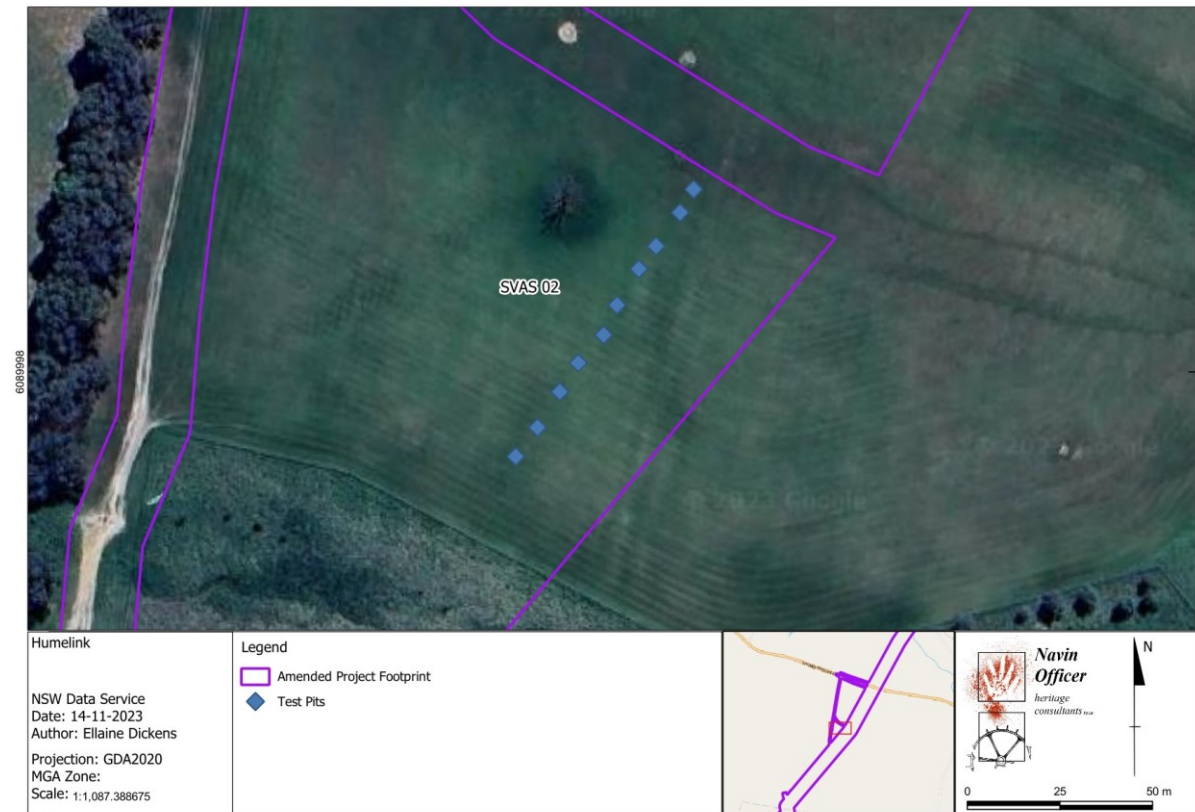 SVAS 02
6089998
© 2023 Google
Humelink
NSW Data Service
Date: 14-11-2023
Author: Ellaine Dickens
Projection: GDA2020
MGA Zone:
Scale: 1:1,087.388675
Legend
Amended Project Footprint
Test Pits
Navin
Officer
heritage
consultants
N
0 25 50 m